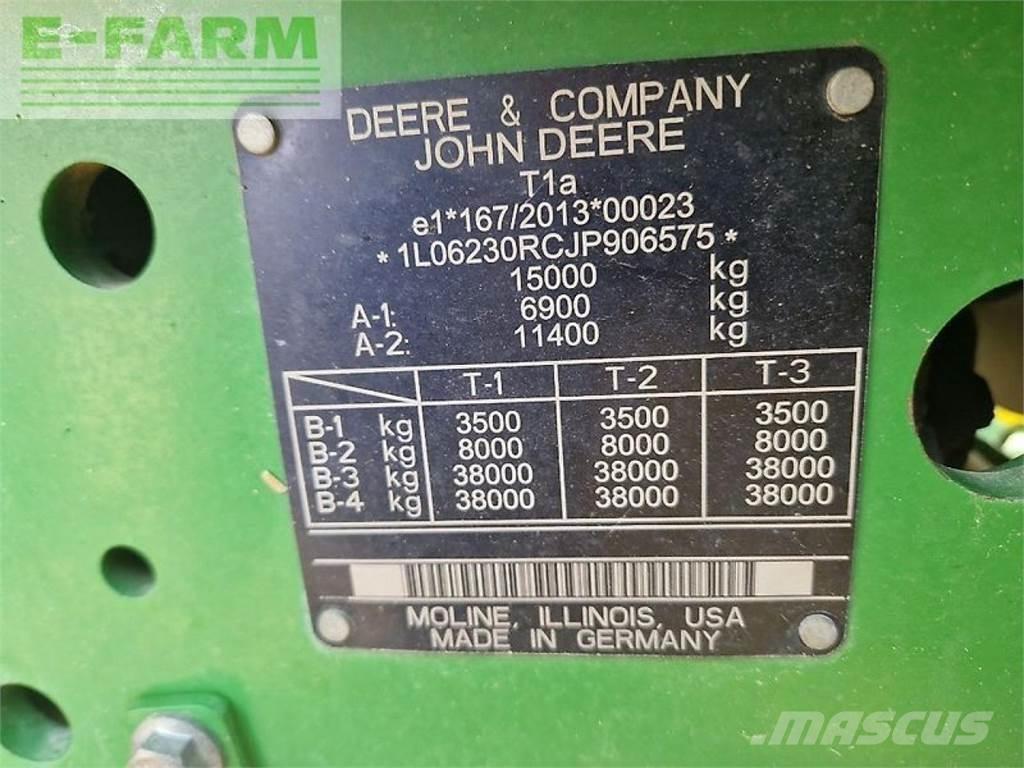 E-FARM
DEERE & COMPANY
JOHN DEERE
T1a
e1*167/2013*00023
*1L06230RCJP906575*
15000 kg
A-1: 6900 kg
A-2: 11400 kg
T-1 T-2 T-3
B-1 kg 3500 3500 3500
B-2 kg 8000 8000 8000
B-3 kg 38000 38000 38000
B-4 kg 38000 38000 38000
MOLINE, ILLINOIS, USA
MADE IN GERMANY
MASCUS